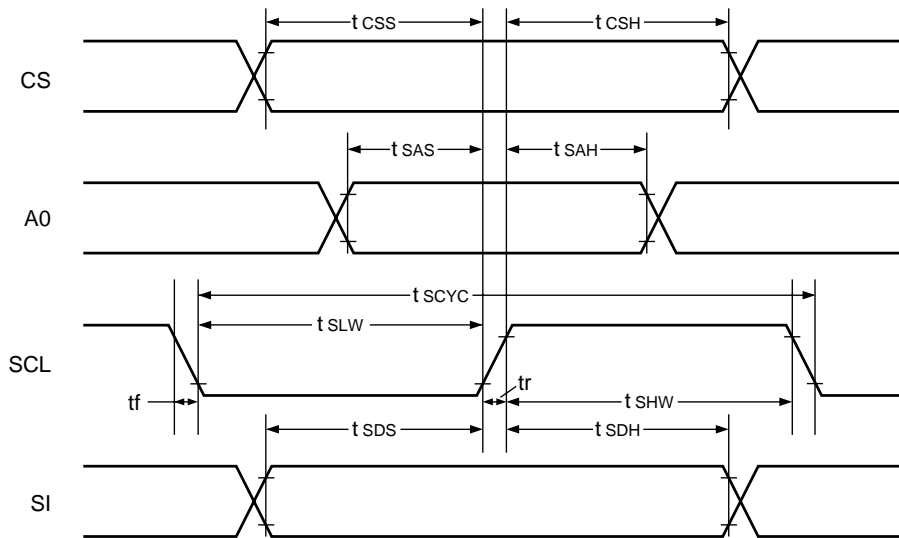 t CSS t CSH
CS
t SAS t SAH
A0
t SCYC
t SLW
SCL
tr
tf t SHW
t SDS t SDH
SI